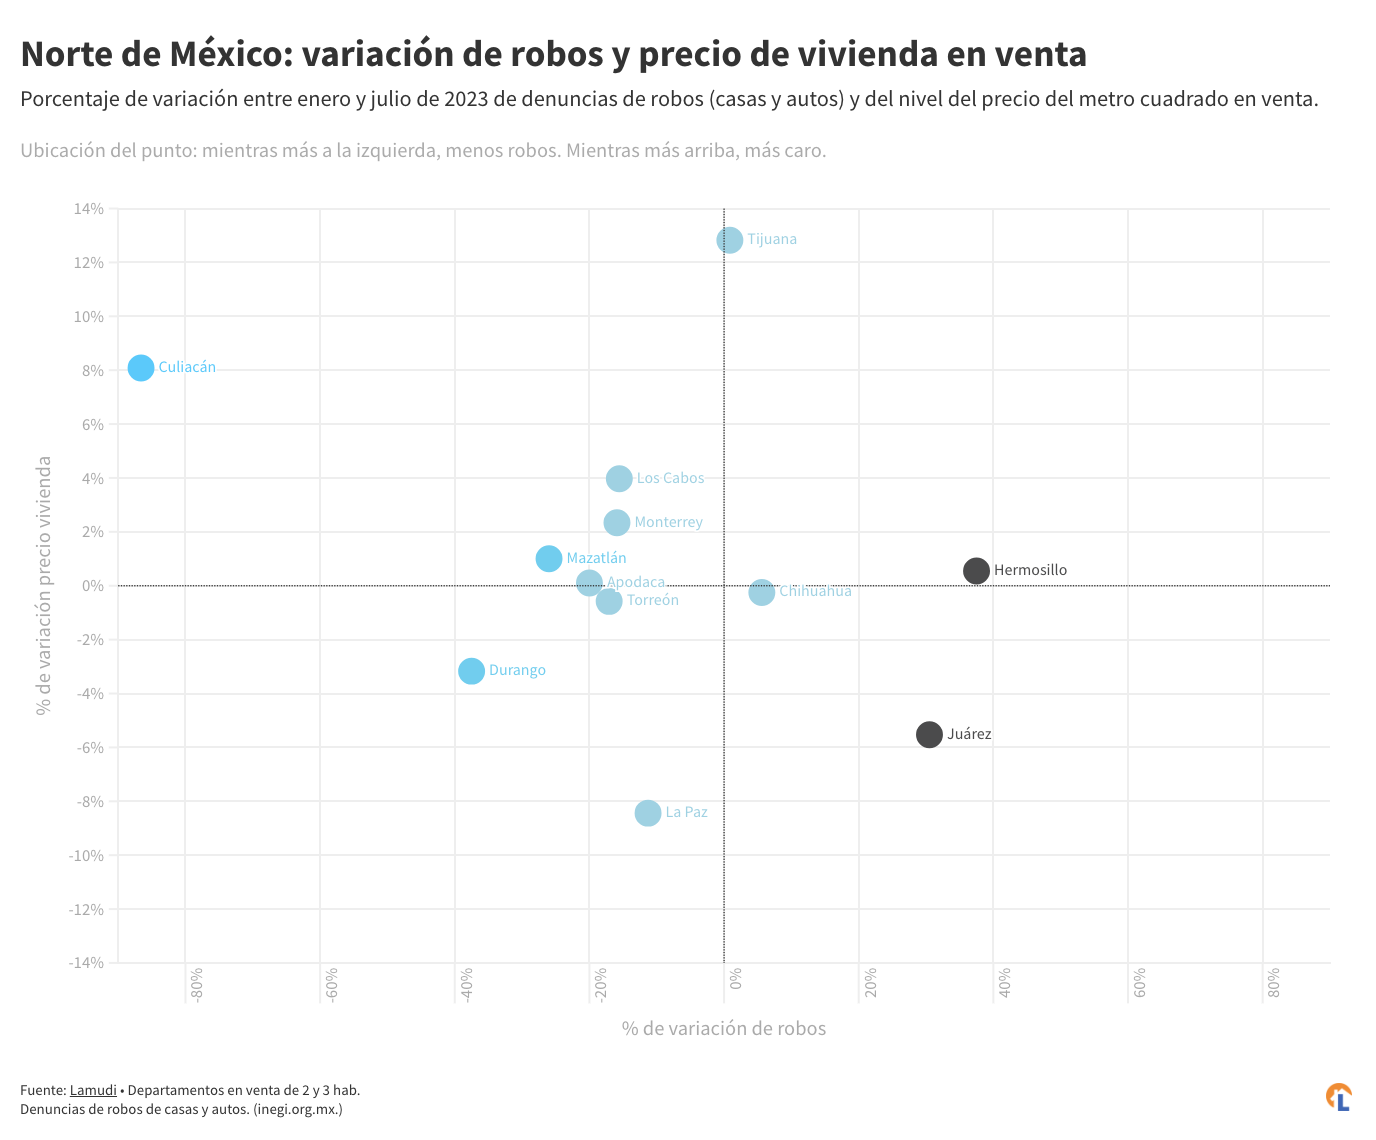 Norte de México: variación de robos y precio de vivienda en venta
Porcentaje de variación entre enero y julio de 2023 de denuncias de robos (casas y autos) y del nivel del precio del metro cuadrado en venta.
Ubicación del punto: mientras más a la izquierda, menos robos. Mientras más arriba, más caro.
14%
Tijuana
12%
10%
Culiacán
8%
6%
4%
Los Cabos
Monterrey
2%
Mazatlán
Hermosillo
Apodaca
0%
Chihuahua
Torreón
-2%
Durango
-4%
Juárez
-6%
-8%
La Paz
-10%
-12%
-14%
% de variación precio vivienda
-80%
-60%
-40%
-20%
0%
20%
40%
60%
80%
% de variación de robos
Fuente: Lamudi • Departamentos en venta de 2 y 3 hab.
Denuncias de robos de casas y autos. (inegi.org.mx.)
L